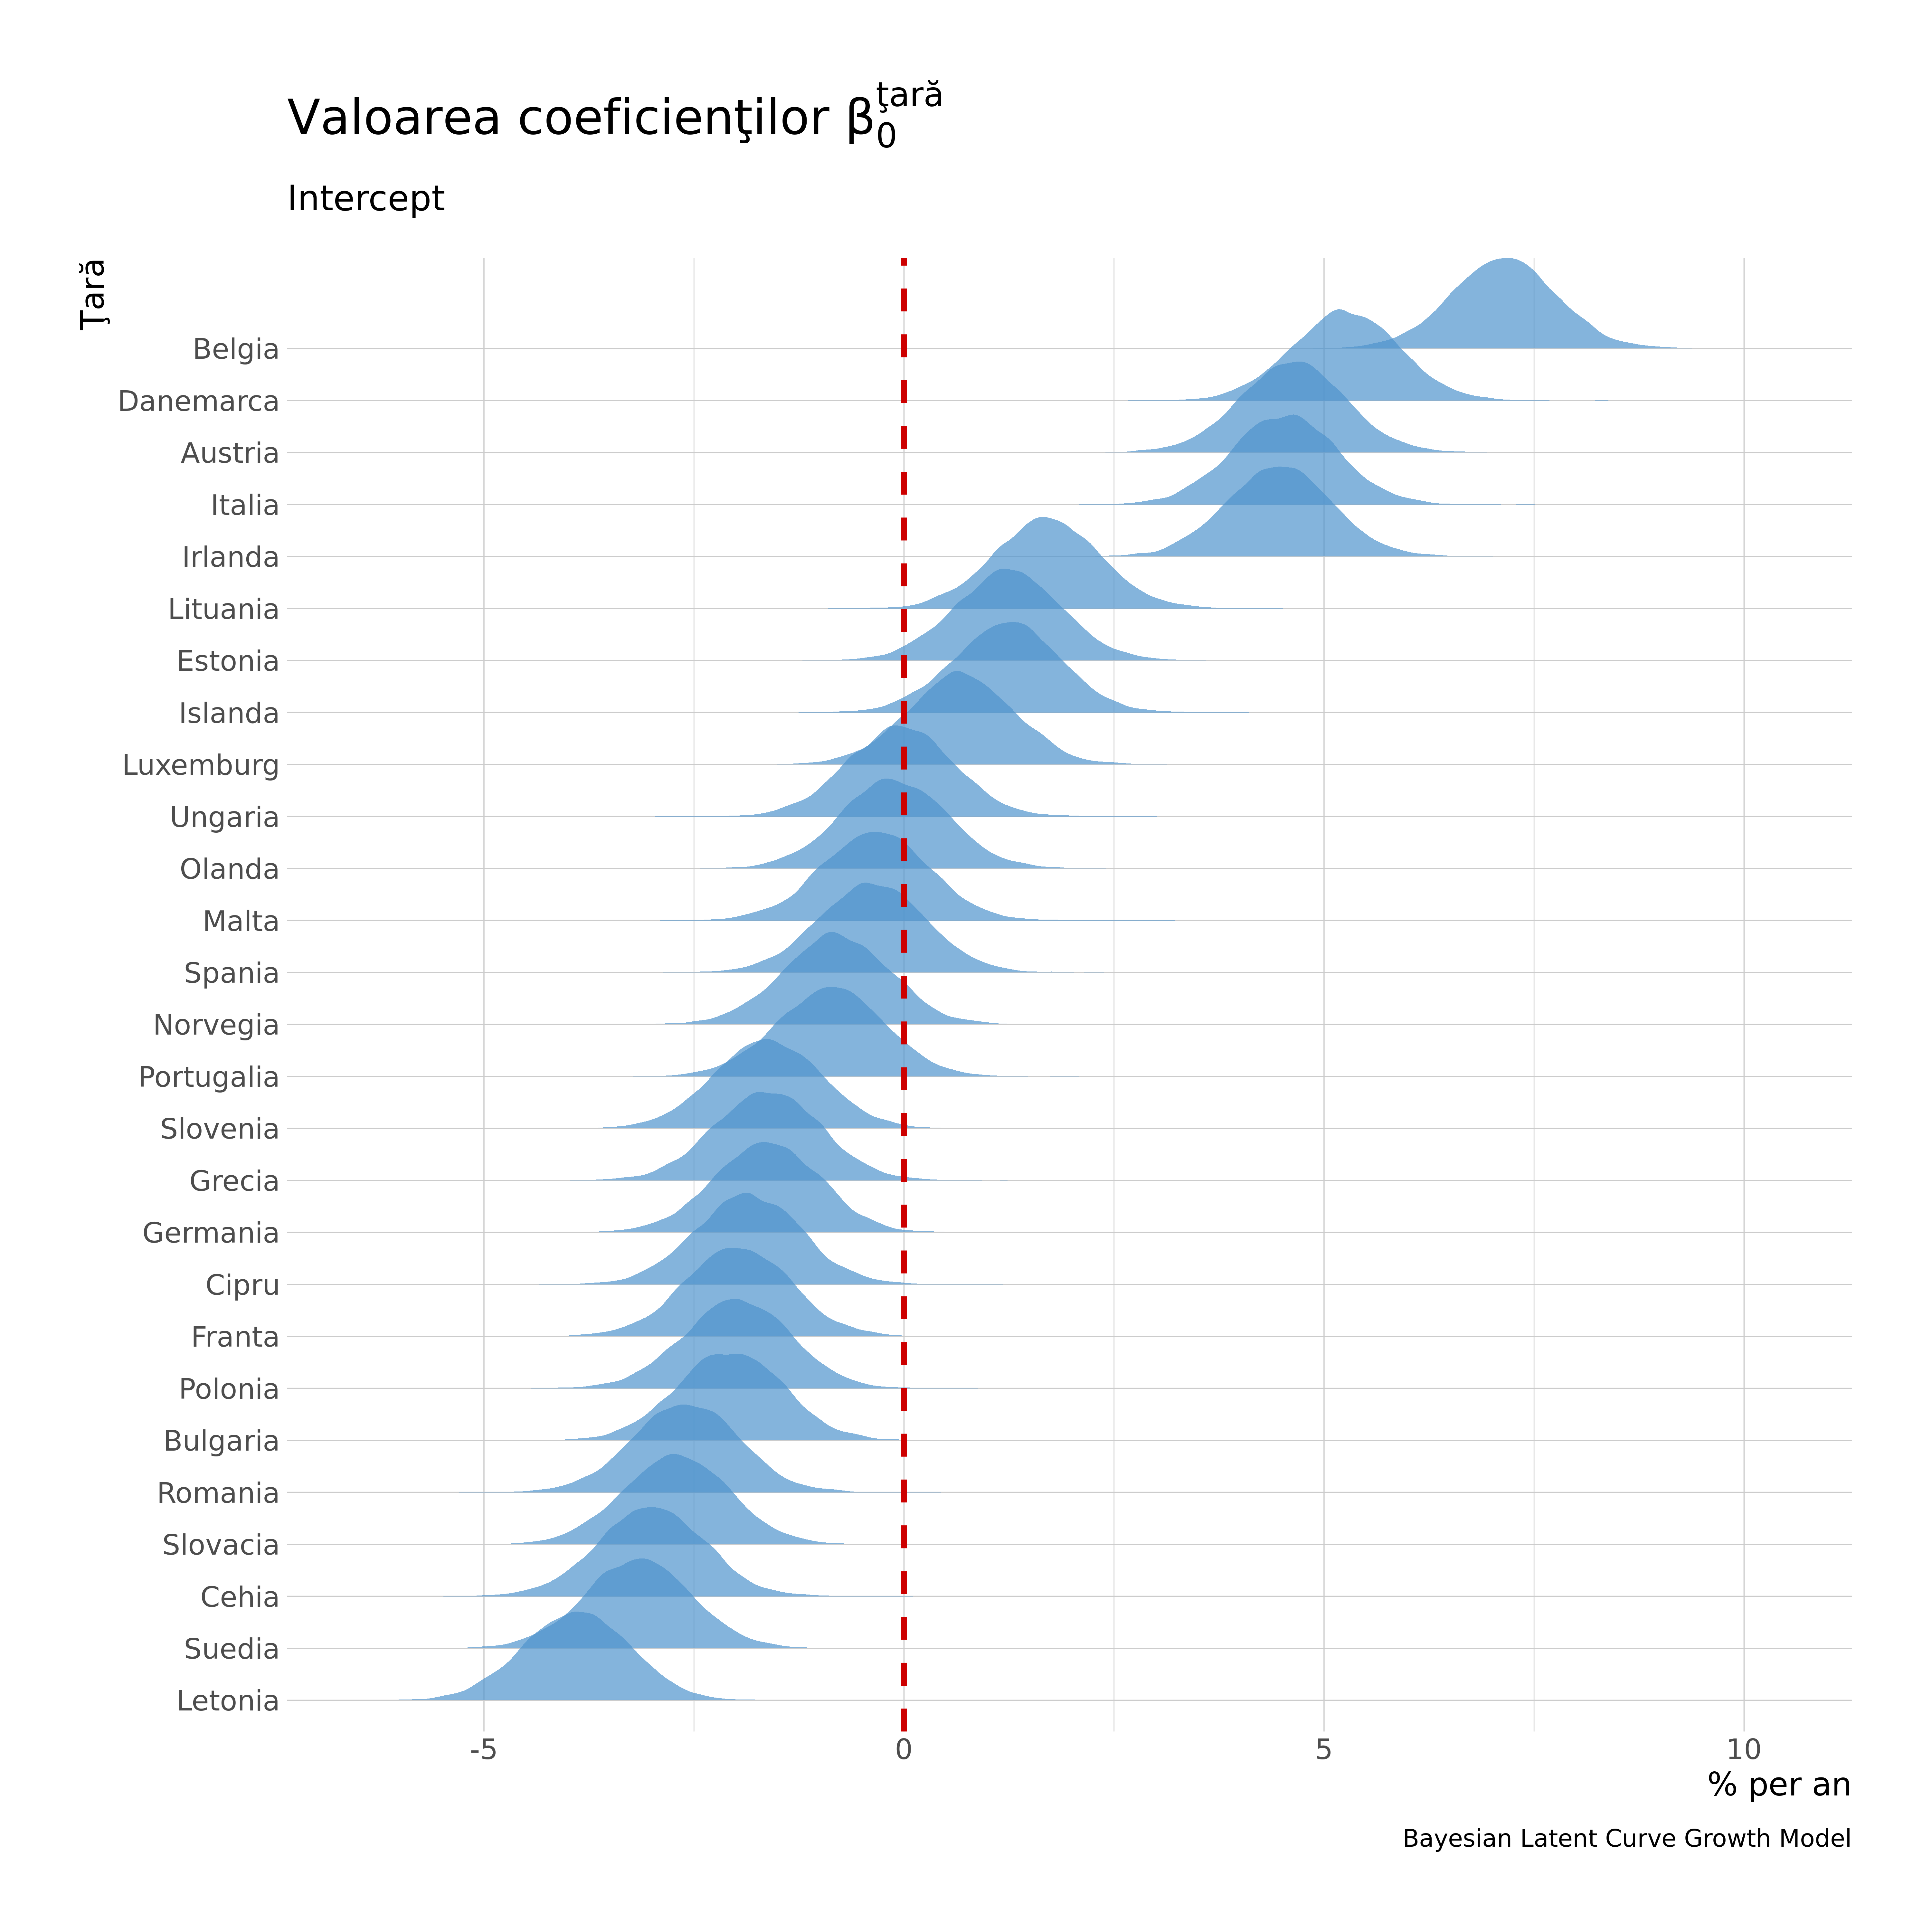 Valoarea coeficienţilor β₀ţară
Intercept
Ţară
Belgia
Danemarca
Austria
Italia
Irlanda
Lituania
Estonia
Islanda
Luxemburg
Ungaria
Olanda
Malta
Spania
Norvegia
Portugalia
Slovenia
Grecia
Germania
Cipru
Franta
Polonia
Bulgaria
Romania
Slovacia
Cehia
Suedia
Letonia
-5 0 5 10
% per an
Bayesian Latent Curve Growth Model